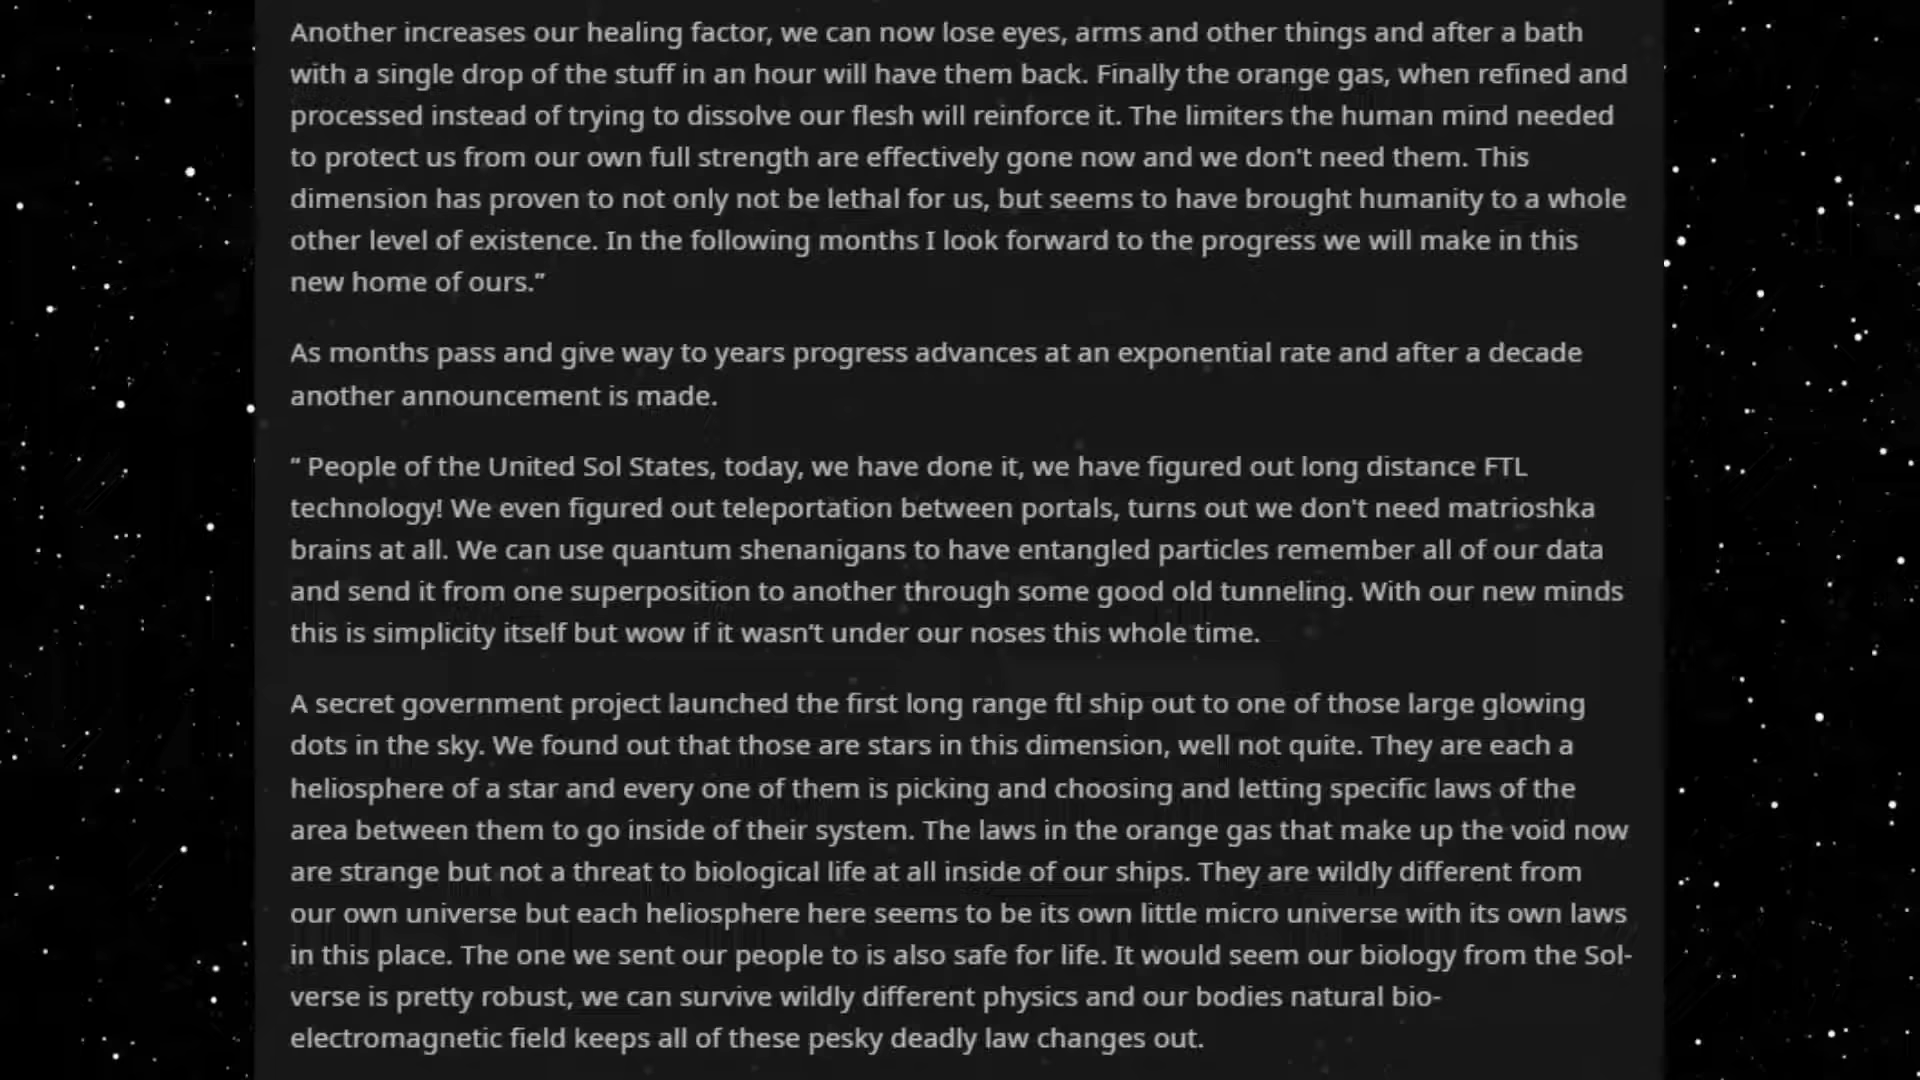 Another increases our healing factor, we can now lose eyes, arms and other things and after a bath
with a single drop of the stuff in an hour will have them back. Finally the orange gas, when refined and
processed instead of trying to dissolve our flesh will reinforce it. The limiters the human mind needed
to protect us from our own full strength are effectively gone now and we don't need them. This
dimension has proven to not only not be lethal for us, but seems to have brought humanity to a whole
other level of existence. In the following months I look forward to the progress we will make in this
new home of ours.”
As months pass and give way to years progress advances at an exponential rate and after a decade
another announcement is made.
“ People of the United Sol States, today, we have done it, we have figured out long distance FTL
technology! We even figured out teleportation between portals, turns out we don't need matrioshka
brains at all. We can use quantum shenanigans to have entangled particles remember all of our data
and send it from one superposition to another through some good old tunneling. With our new minds
this is simplicity itself but wow if it wasn’t under our noses this whole time.
A secret government project launched the first long range ftl ship out to one of those large glowing
dots in the sky. We found out that those are stars in this dimension, well not quite. They are each a
heliosphere of a star and every one of them is picking and choosing and letting specific laws of the
area between them to go inside of their system. The laws in the orange gas that make up the void now
are strange but not a threat to biological life at all inside of our ships. They are wildly different from
our own universe but each heliosphere here seems to be its own little micro universe with its own laws
in this place. The one we sent our people to is also safe for life. It would seem our biology from the Sol-
verse is pretty robust, we can survive wildly different physics and our bodies natural bio-
electromagnetic field keeps all of these pesky deadly law changes out.